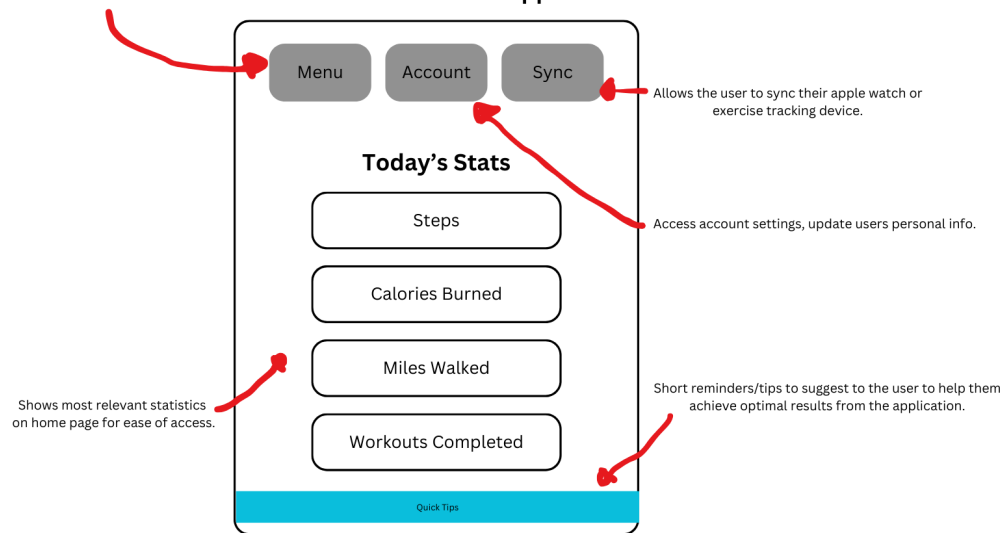 Menu
Account
Sync
Allows the user to sync their apple watch or
exercise tracking device.
Today's Stats
Steps
Access account settings, update users personal info.
Calories Burned
Miles Walked
Shows most relevant statistics
on home page for ease of access.
Short reminders/tips to suggest to the user to help them
achieve optimal results from the application.
Workouts Completed
Quick Tips